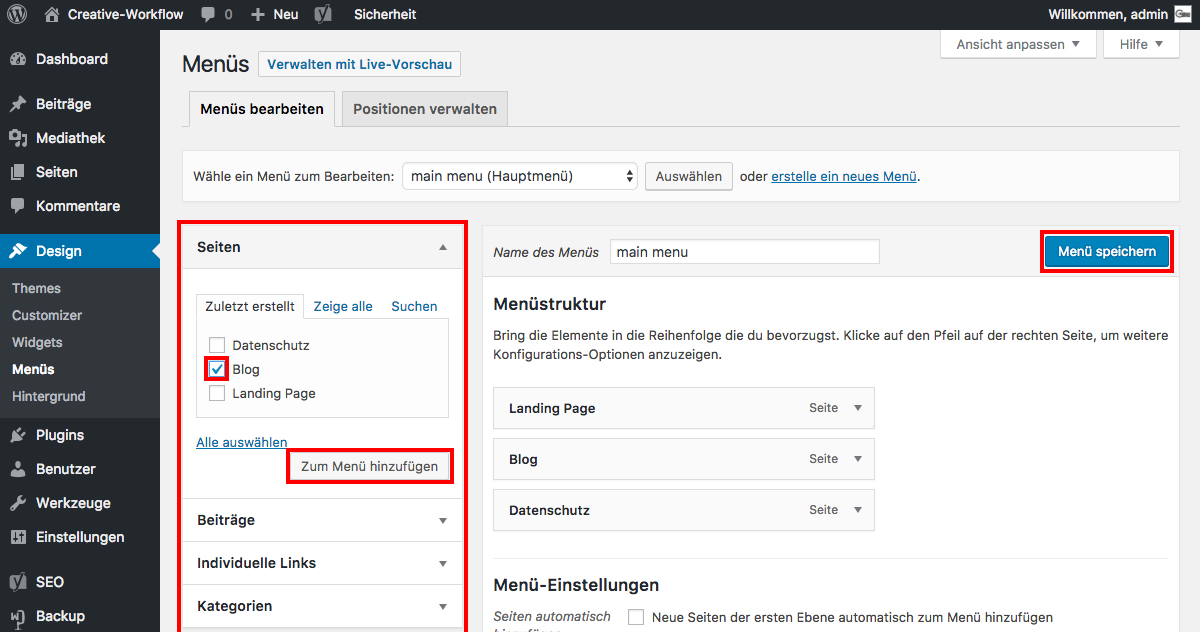 Creative-Workflow 0 Neu Sicherheit Willkommen, admin
Dashboard
Beiträge
Mediathek
Seiten
Kommentare
Design
Themes
Customizer
Widgets
Menüs
Hintergrund
Plugins
Benutzer
Werkzeuge
Einstellungen
SEO
Backup
Ansicht anpassen Hilfe
Menüs Verwalten mit Live-Vorschau
Menüs bearbeiten Positionen verwalten
Wähle ein Menü zum Bearbeiten: main menu (Hauptmenü) Auswählen oder erstelle ein neues Menü.
Seiten
Zuletzt erstellt Zeige alle Suchen
Datenschutz
Blog
Landing Page
Alle auswählen
Zum Menü hinzufügen
Beiträge
Individuelle Links
Kategorien
Name des Menüs main menu Menü speichern
Menüstruktur
Bring die Elemente in die Reihenfolge die du bevorzugst. Klicke auf den Pfeil auf der rechten Seite, um weitere
Konfigurations-Optionen anzuzeigen.
Landing Page Seite
Blog Seite
Datenschutz Seite
Menü-Einstellungen
Seiten automatisch Neue Seiten der ersten Ebene automatisch zum Menü hinzufügen